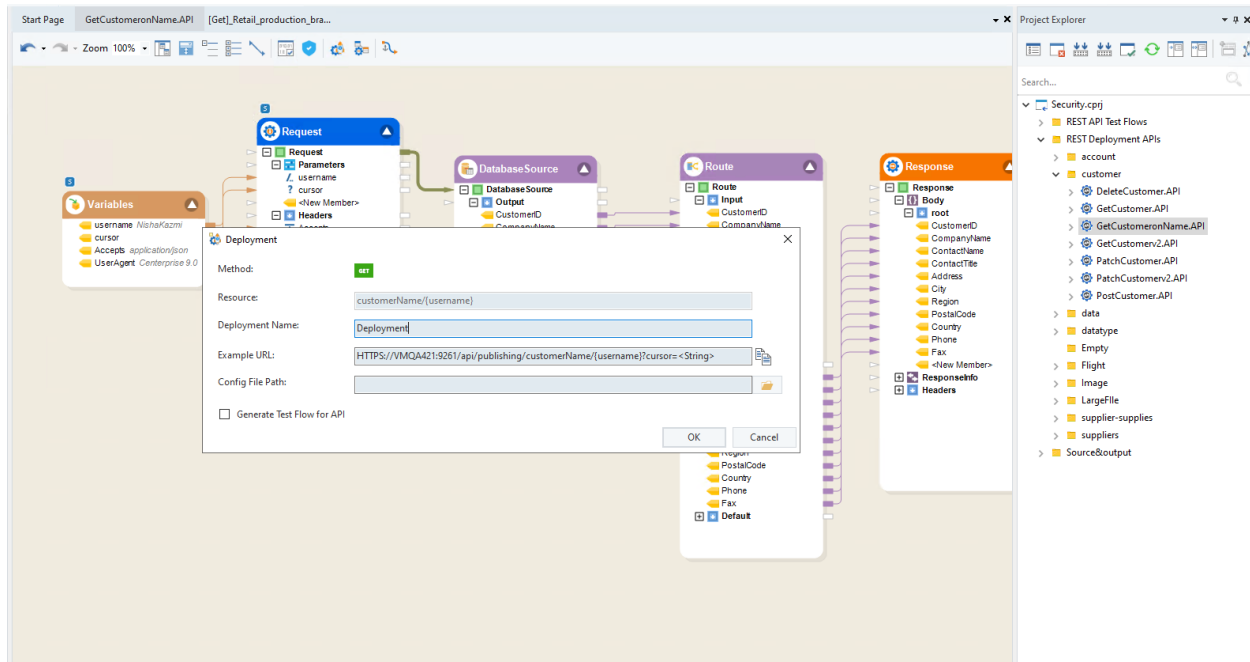 Start Page GetCustomeronName.API [Get]_Retail_production_bra...
Zoom 100%
Request
Request
Parameters
username
cursor
<New Member>
Headers
Variables
username NishaKazmi
cursor
Accepts application/json
UserAgent Centerprise 9.0
DatabaseSource
DatabaseSource
Output
CustomerID
CompanyName
Route
Route
Input
CustomerID
CompanyName
Region
PostalCode
Country
Phone
Fax
Default
Response
Response
Body
root
CustomerID
CompanyName
ContactName
ContactTitle
Address
City
Region
PostalCode
Country
Phone
Fax
<New Member>
ResponseInfo
Headers
Deployment
Method: GET
Resource: customerName/{username}
Deployment Name: Deployment
Example URL: HTTPS://VMQA421:9261/api/publishing/customerName/{username}?cursor=<String>
Config File Path:
Generate Test Flow for API
OK Cancel
Project Explorer
Search...
Security.cprj
REST API Test Flows
REST Deployment APIs
account
customer
DeleteCustomer.API
GetCustomer.API
GetCustomeronName.API
GetCustomerv2.API
PatchCustomer.API
PatchCustomerv2.API
PostCustomer.API
data
datatype
Empty
Flight
Image
LargeFIle
supplier-supplies
suppliers
Source&output